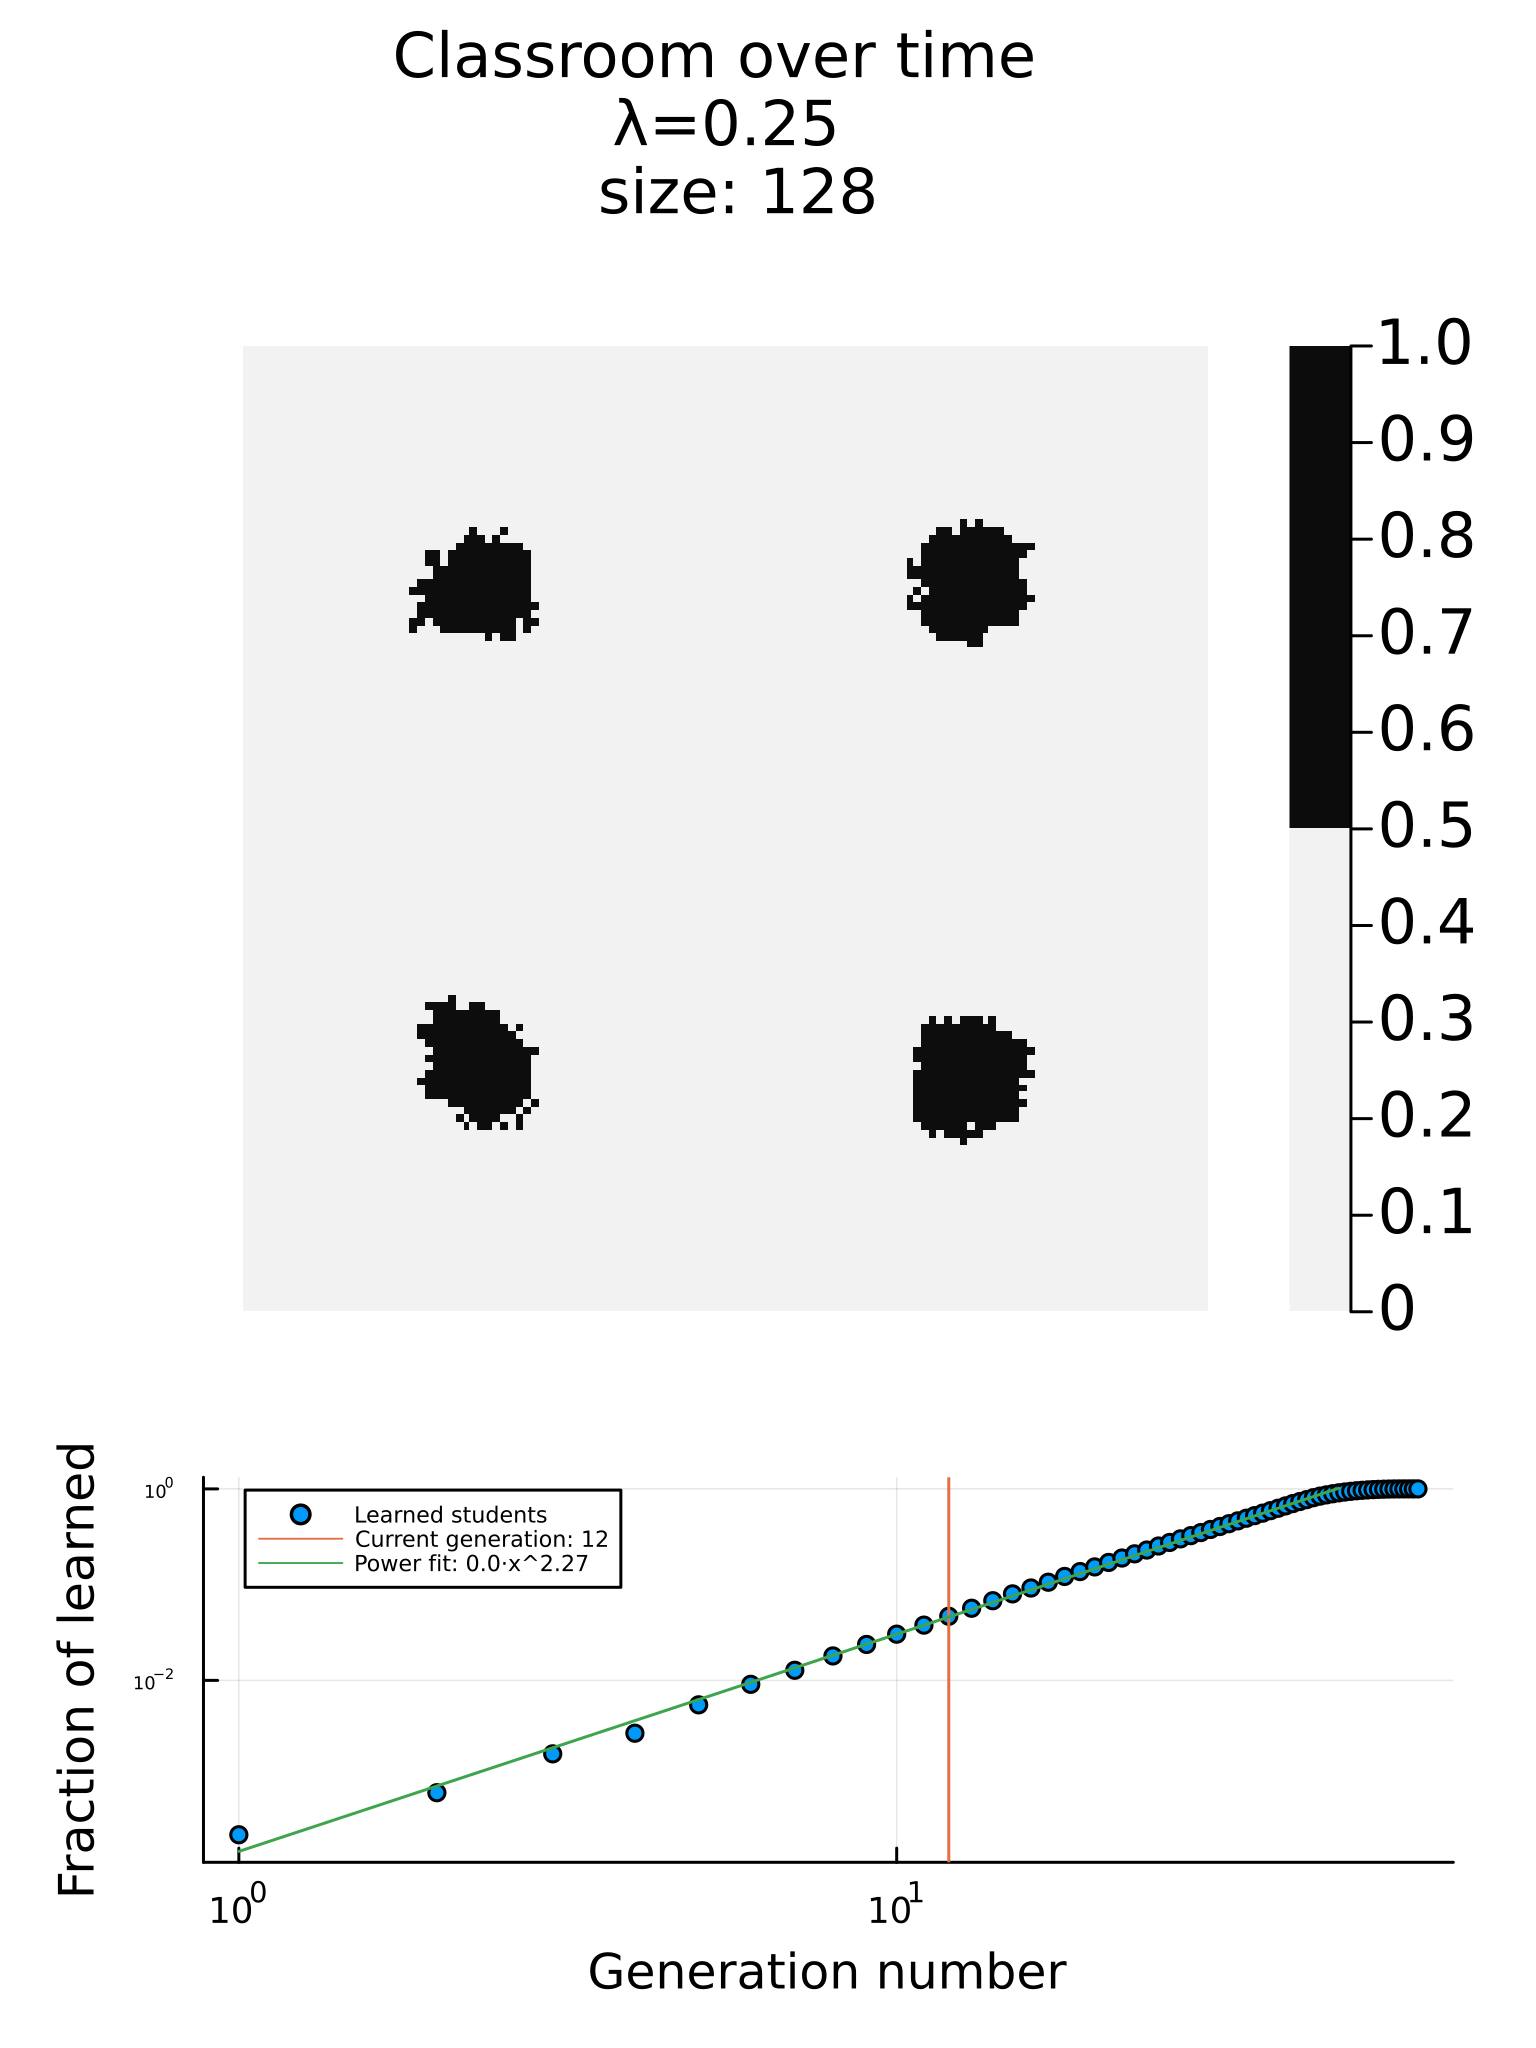 Classroom over time
λ=0.25
size: 128
1.0
0.9
0.8
0.7
0.6
0.5
0.4
0.3
0.2
0.1
0
Fraction of learned
10^0
10^−2
Learned students
Current generation: 12
Power fit: 0.0·x^2.27
10^0
10^1
Generation number